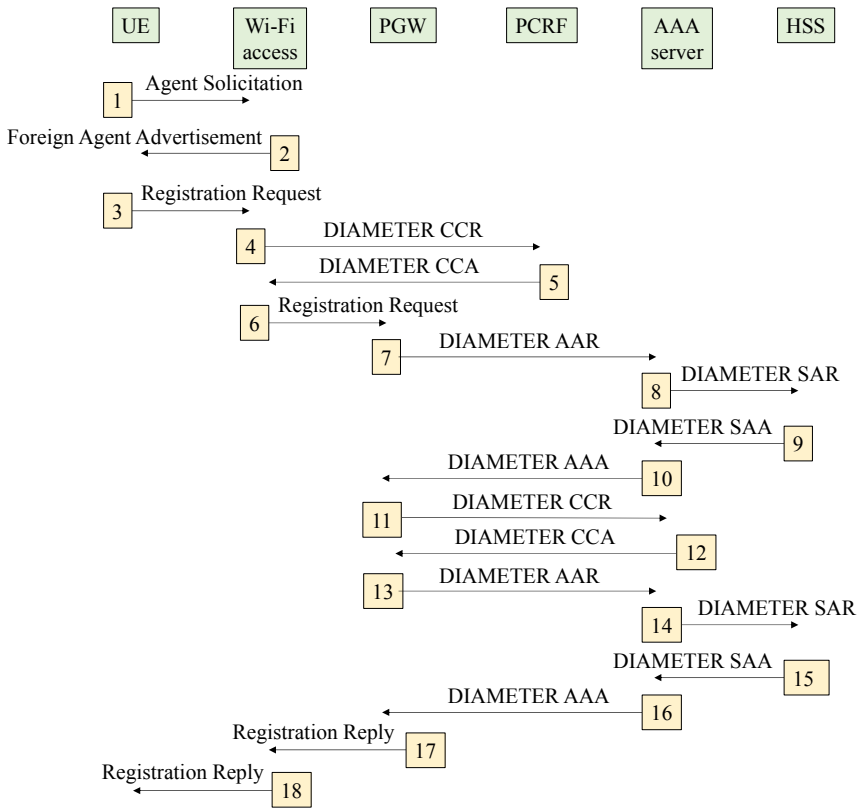 UE
Wi-Fi
access
PGW
PCRF
AAA
server
HSS
Agent Solicitation
1
Foreign Agent Advertisement
2
Registration Request
3
DIAMETER CCR
4
DIAMETER CCA
5
Registration Request
6
DIAMETER AAR
7
DIAMETER SAR
8
DIAMETER SAA
9
DIAMETER AAA
10
DIAMETER CCR
11
DIAMETER CCA
12
DIAMETER AAR
13
DIAMETER SAR
14
DIAMETER SAA
15
DIAMETER AAA
16
Registration Reply
17
Registration Reply
18